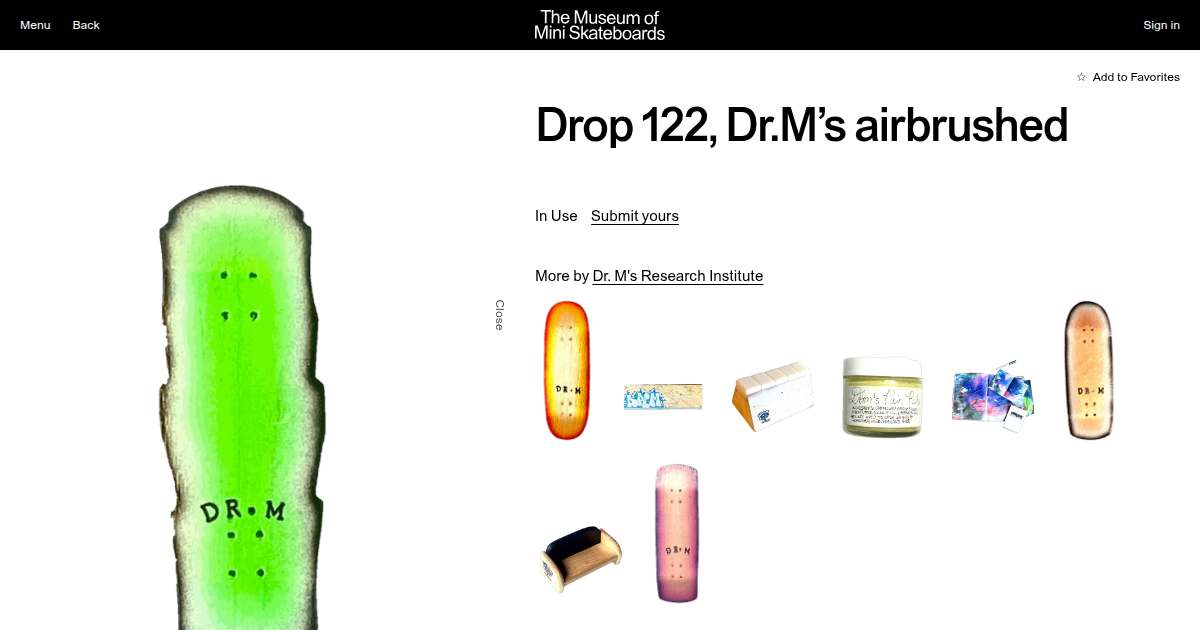 Menu
Back
The Museum of
Mini Skateboards
Sign in
☆ Add to Favorites
Drop 122, Dr.M’s airbrushed
In Use
Submit yours
More by Dr. M's Research Institute
Close
DR•M
DR•M
DR•M
DR•M